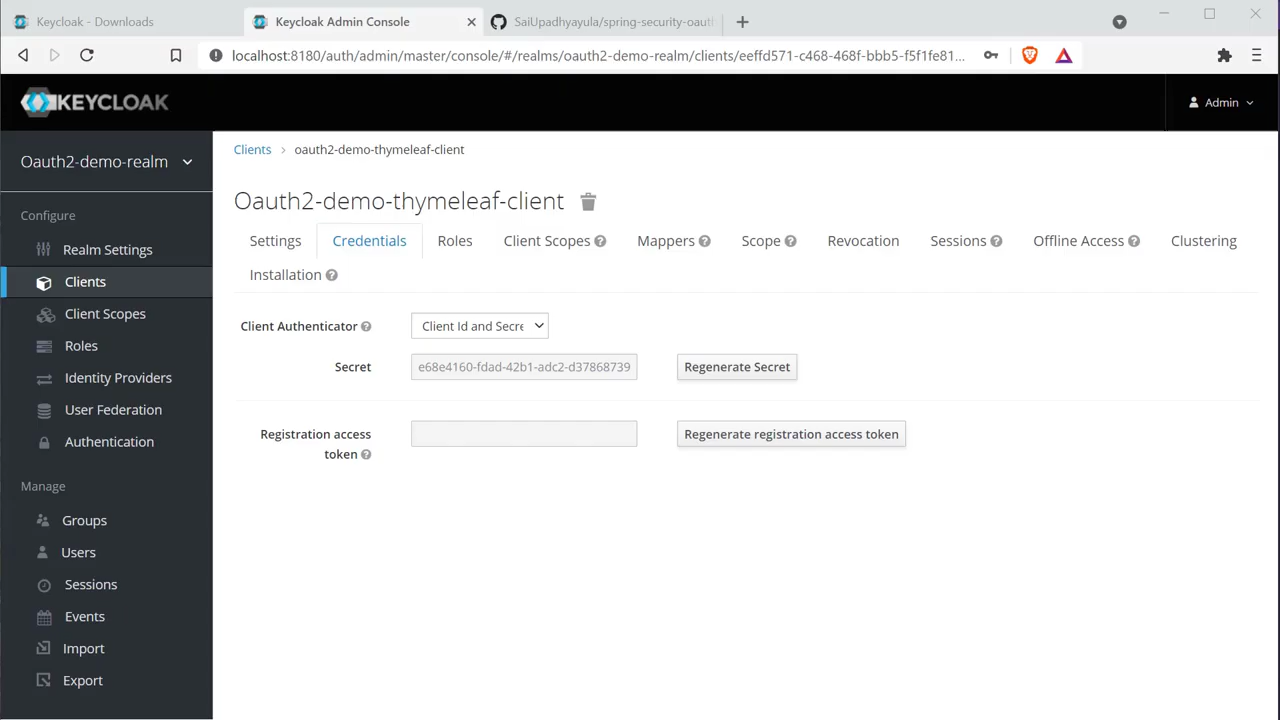 Keycloak - Downloads
Keycloak Admin Console
SaiUpadhyayula/spring-security-oaut
localhost:8180/auth/admin/master/console/#/realms/oauth2-demo-realm/clients/eeffd571-c468-468f-bbb5-f5f1fe81...
KEYCLOAK
Admin
Oauth2-demo-realm
Configure
Realm Settings
Clients
Client Scopes
Roles
Identity Providers
User Federation
Authentication
Manage
Groups
Users
Sessions
Events
Import
Export
Clients > oauth2-demo-thymeleaf-client
Oauth2-demo-thymeleaf-client
Settings Credentials Roles Client Scopes Mappers Scope Revocation Sessions Offline Access Clustering
Installation
Client Authenticator Client Id and Secre
Secret e68e4160-fdad-42b1-adc2-d37868739 Regenerate Secret
Registration access Regenerate registration access token
token